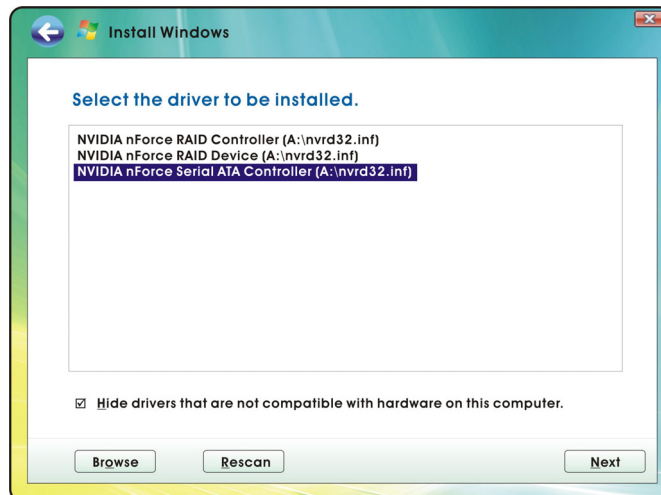 Install Windows
Select the driver to be installed.
NVIDIA nForce RAID Controller (A:\nvrd32.inf)
NVIDIA nForce RAID Device (A:\nvrd32.inf)
NVIDIA nForce Serial ATA Controller (A:\nvrd32.inf)
Hide drivers that are not compatible with hardware on this computer.
Browse Rescan Next